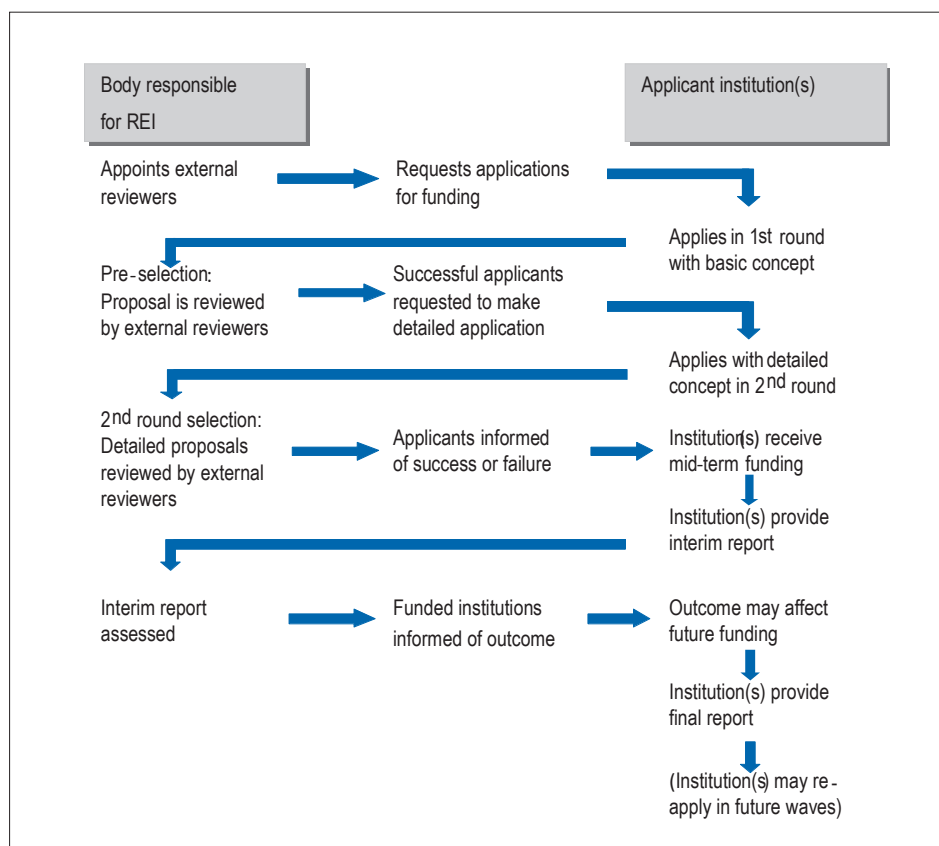 Body responsible
for REI
Applicant institution(s)
Appoints external
reviewers
Requests applications
for funding
Applies in 1st round
with basic concept
Pre-selection:
Proposal is reviewed
by external reviewers
Successful applicants
requested to make
detailed application
Applies with detailed
concept in 2nd round
2nd round selection:
Detailed proposals
reviewed by external
reviewers
Applicants informed
of success or failure
Institution(s) receive
mid-term funding
Institution(s) provide
interim report
Interim report
assessed
Funded institutions
informed of outcome
Outcome may affect
future funding
Institution(s) provide
final report
(Institution(s) may re-
apply in future waves)